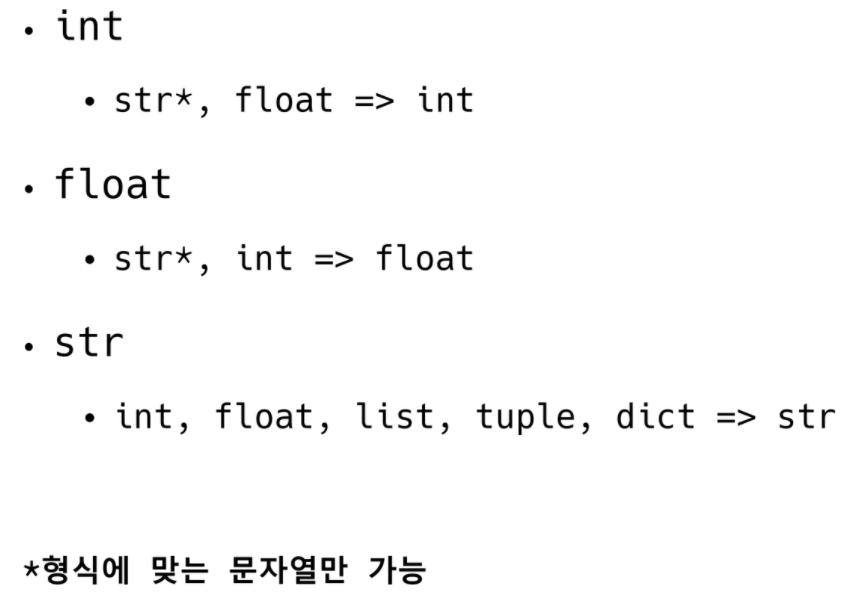 • int
• str*, float => int
• float
• str*, int => float
• str
• int, float, list, tuple, dict => str
*형식에 맞는 문자열만 가능